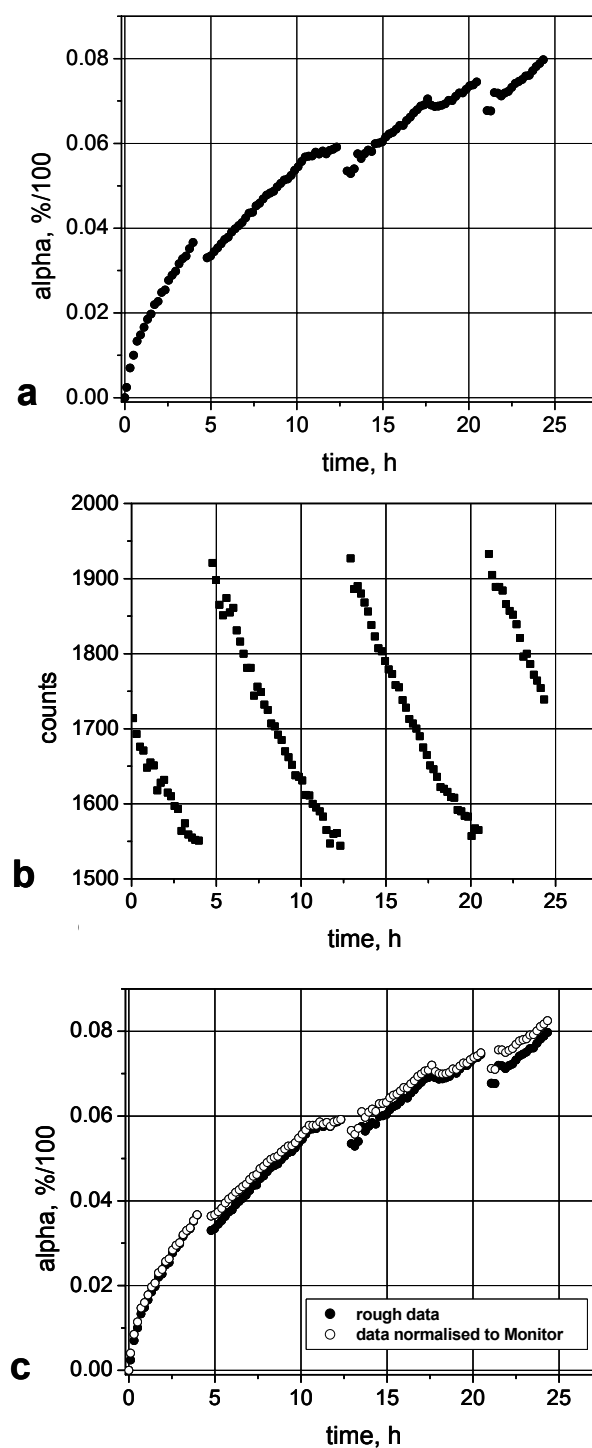 0.08
0.06
0.04
0.02
0.00
alpha, %/100
a
0 5 10 15 20 25
time, h
2000
1900
1800
1700
1600
1500
counts
b
0 5 10 15 20 25
time, h
0.08
0.06
0.04
0.02
0.00
alpha, %/100
rough data
data normalised to Monitor
c
0 5 10 15 20 25
time, h